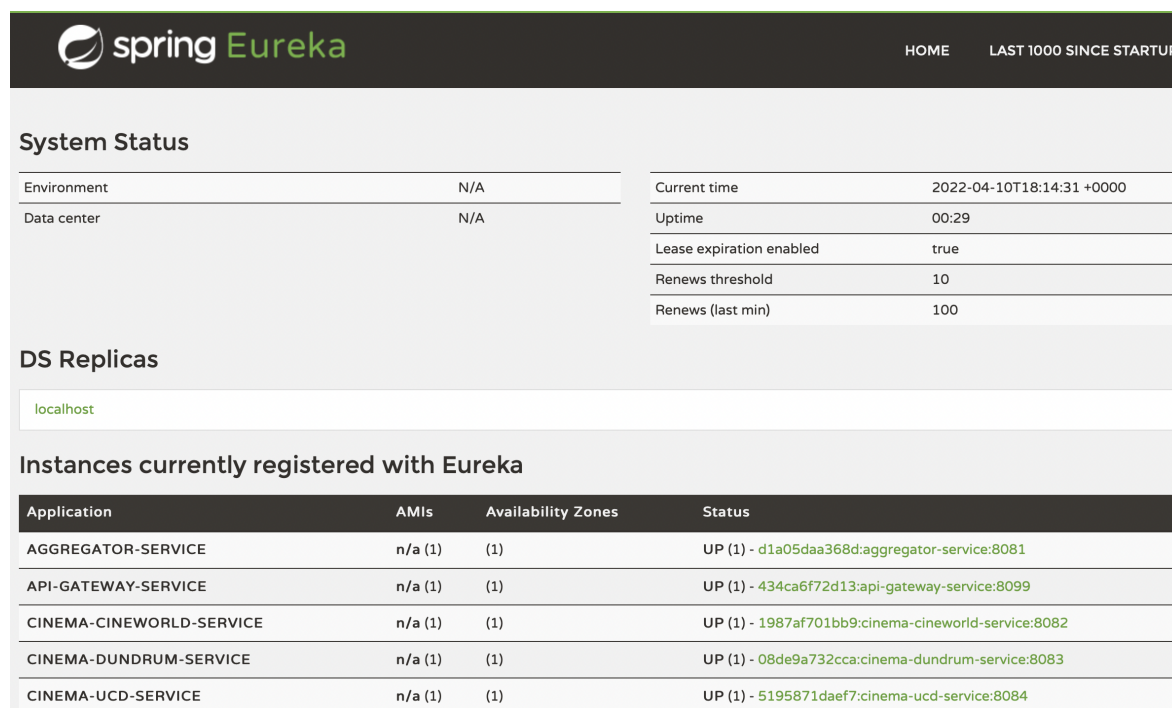 spring Eureka
HOME LAST 1000 SINCE STARTUP
System Status
Environment N/A
Data center N/A
Current time 2022-04-10T18:14:31 +0000
Uptime 00:29
Lease expiration enabled true
Renews threshold 10
Renews (last min) 100
DS Replicas
localhost
Instances currently registered with Eureka
Application AMIs Availability Zones Status
AGGREGATOR-SERVICE n/a (1) (1) UP (1) - d1a05daa368d:aggregator-service:8081
API-GATEWAY-SERVICE n/a (1) (1) UP (1) - 434ca6f72d13:api-gateway-service:8099
CINEMA-CINEWORLD-SERVICE n/a (1) (1) UP (1) - 1987af701bb9:cinema-cineworld-service:8082
CINEMA-DUNDRUM-SERVICE n/a (1) (1) UP (1) - 08de9a732cca:cinema-dundrum-service:8083
CINEMA-UCD-SERVICE n/a (1) (1) UP (1) - 5195871daef7:cinema-ucd-service:8084